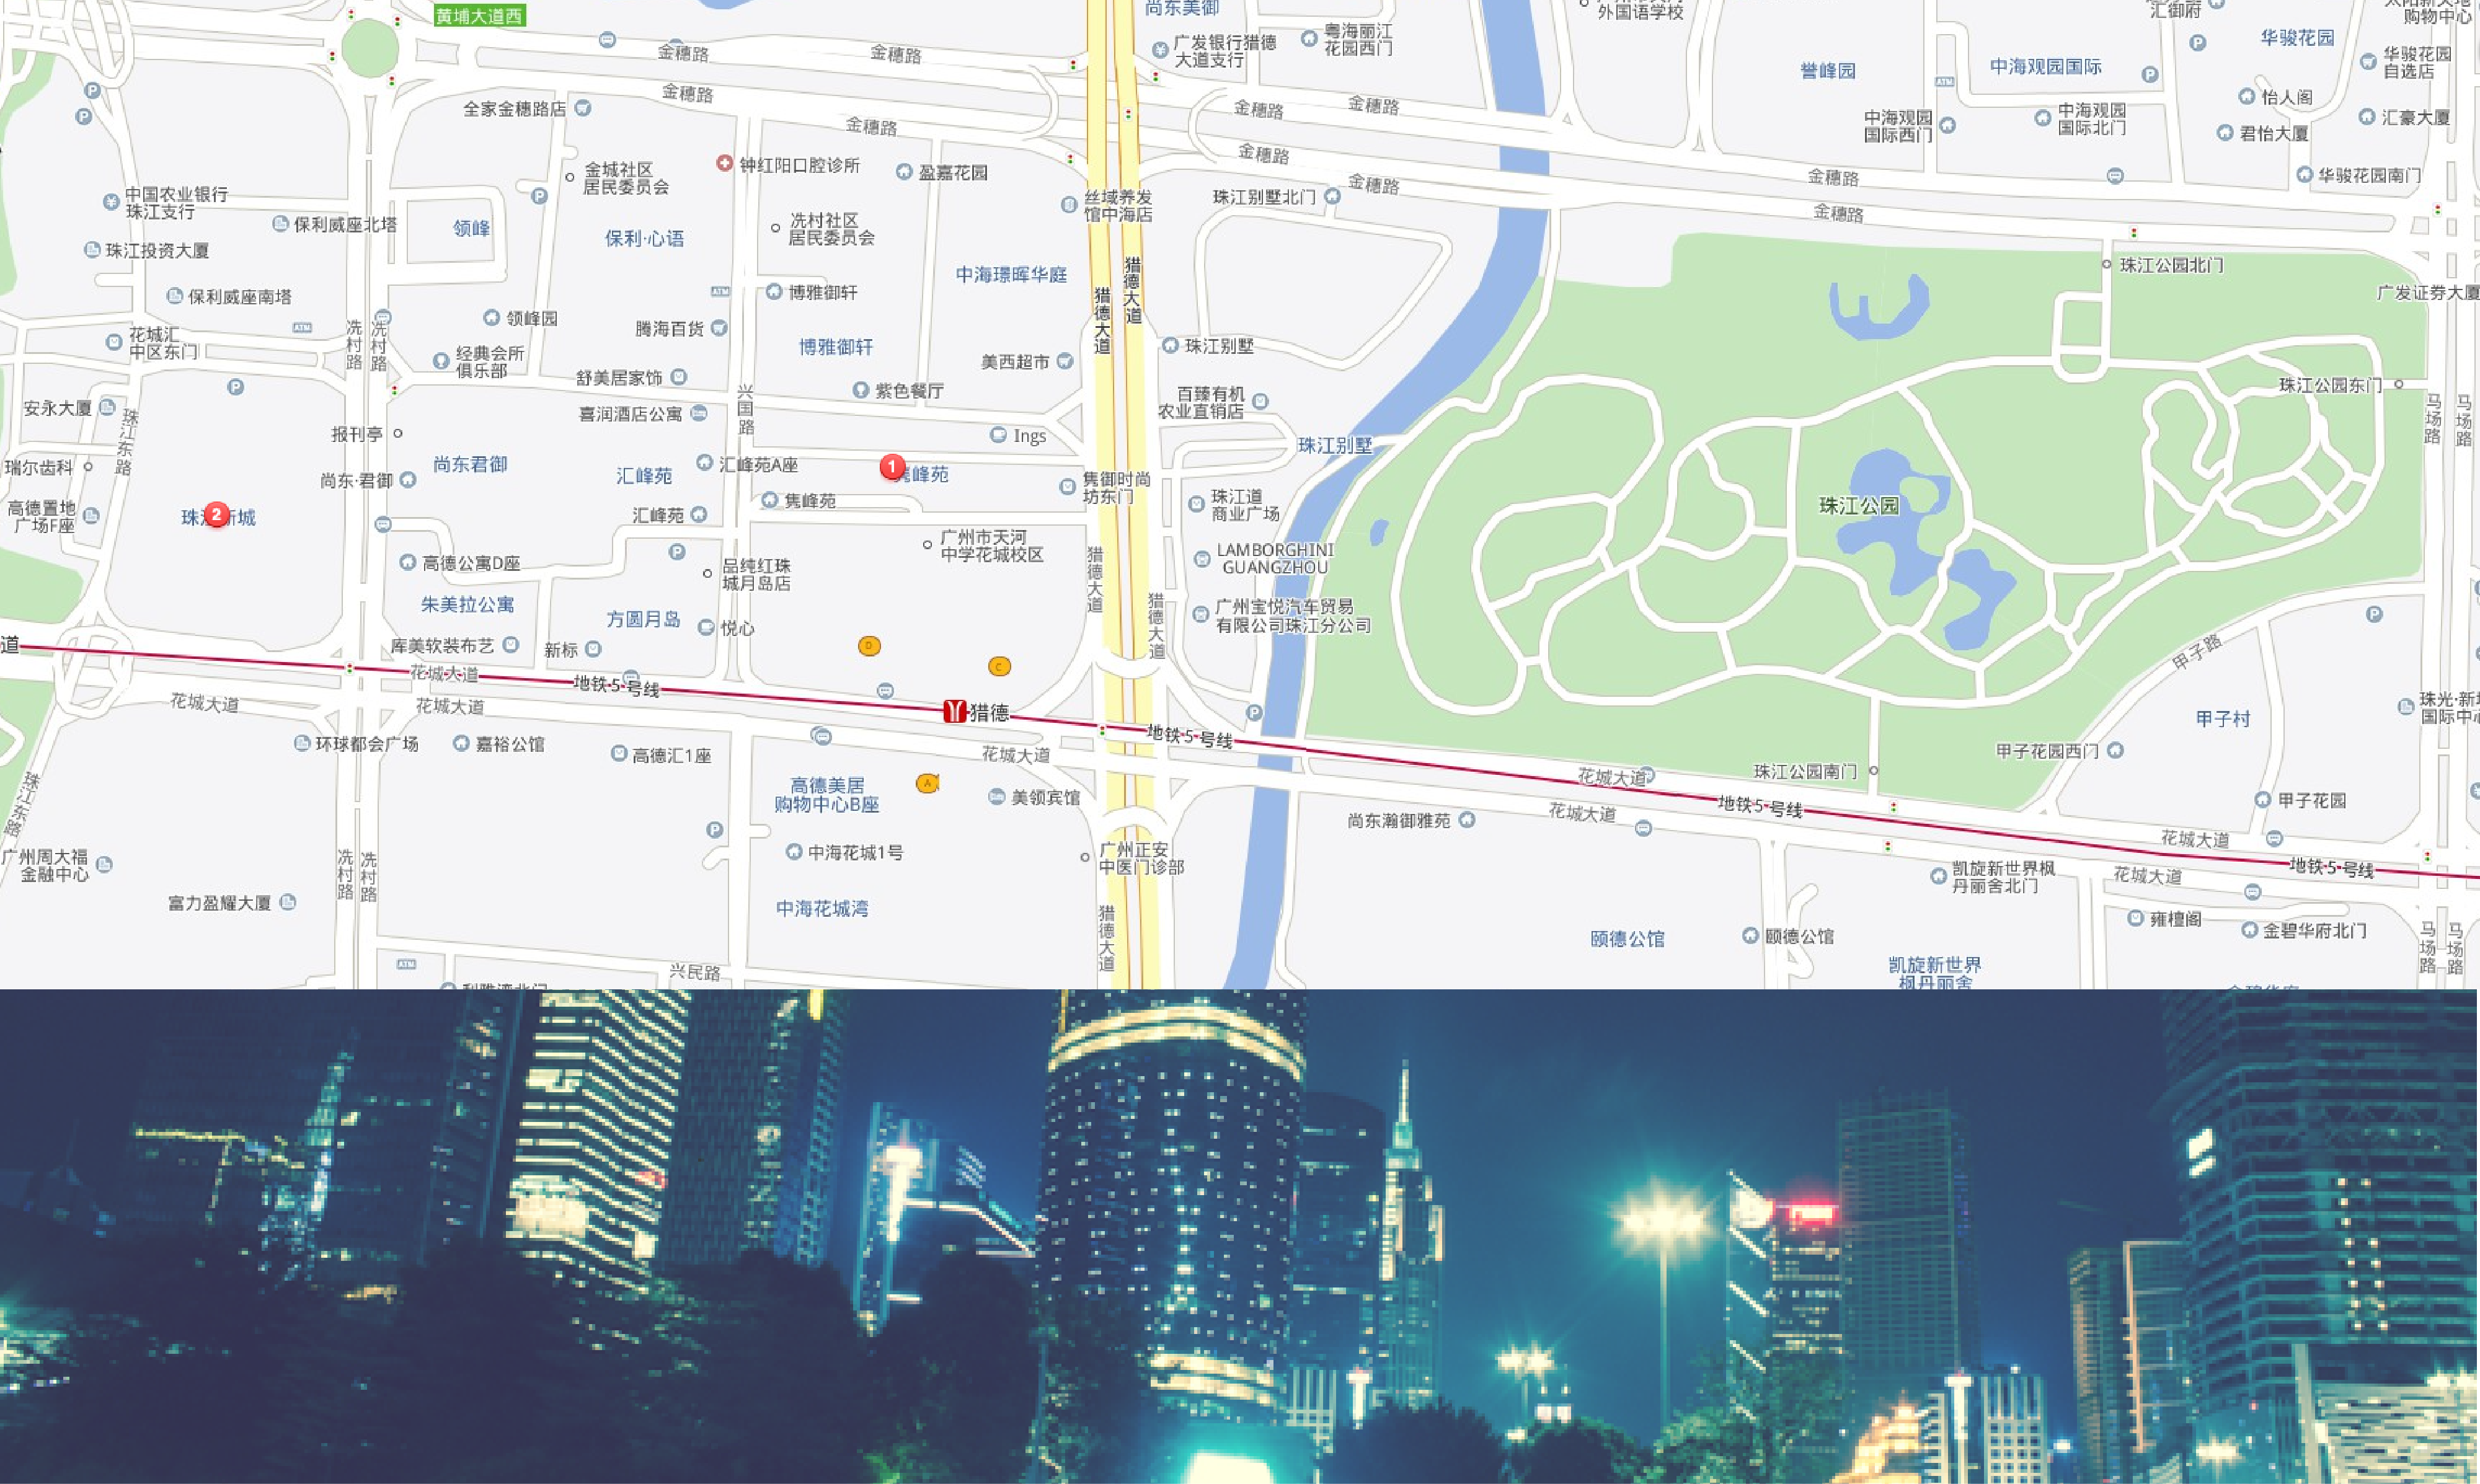 黄埔大道西
尚东美御
外国语学校
汇御府
购物中心
金穗路
金穗路
广发银行猎德
大道支行
粤海丽江
花园西门
誉峰园
中海观园国际
华骏花园
华骏花园
自选店
金穗路
金穗路
金穗路
金穗路
全家金穗路店
怡人阁
中海观园
国际西门
中海观园
国际北门
君怡大厦
汇豪大厦
金穗路
金穗路
金穗路
金穗路
钟红阳口腔诊所
盈嘉花园
金城社区
居民委员会
中国农业银行
珠江支行
丝域养发
馆中海店
珠江别墅北门
华骏花园南门
保利威座北塔
领峰
保利·心语
冼村社区
居民委员会
珠江投资大厦
中海璟晖华庭
猎德大道
猎德大道
珠江公园北门
广发证券大厦
保利威座南塔
ATM
博雅御轩
领峰园
腾海百货
ATM
ATM
冼村路
冼村路
花城汇
中区东门
博雅御轩
珠江别墅
经典会所
俱乐部
美西超市
舒美居家饰
紫色餐厅
兴国路
百臻有机
农业直销店
珠江公园东门
安永大厦
珠江东路
喜润酒店公寓
马场路
马场路
报刊亭
Ings
珠江别墅
瑞尔齿科
尚东君御
尚东·君御
汇峰苑
汇峰苑A座
1
隽峰苑
隽御时尚
坊东门
隽峰苑
珠江道
商业广场
珠江公园
高德置地
广场F座
2
珠江新城
汇峰苑
广州市天河
中学花城校区
LAMBORGHINI
GUANGZHOU
高德公寓D座
品纯红珠
城月岛店
猎德大道
猎德大道
朱美拉公寓
方圆月岛
悦心
广州宝悦汽车贸易
有限公司珠江分公司
道
库美软装布艺
新标
D
C
甲子路
花城大道
地铁5号线
花城大道
花城大道
猎德
地铁5号线
甲子村
珠光·新
国际中
环球都会广场
嘉裕公馆
高德汇1座
花城大道
甲子花园西门
珠江公园南门
花城大道
地铁5号线
高德美居
购物中心B座
A
美领宾馆
尚东瀚御雅苑
花城大道
甲子花园
珠江东路
花城大道
地铁5号线
广州周大福
金融中心
中海花城1号
广州正安
中医门诊部
凯旋新世界枫
丹丽舍北门
花城大道
冼村路
冼村路
富力盈耀大厦
中海花城湾
猎德大道
颐德公馆
颐德公馆
雍檀阁
金碧华府北门
马场路
马场路
ATM
兴民路
凯旋新世界
枫丹丽舍